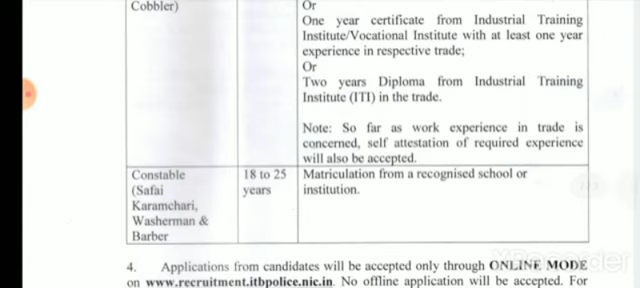 Cobbler)
Or
One year certificate from Industrial Training
Institute/Vocational Institute with at least one year
experience in respective trade;
Or
Two years Diploma from Industrial Training
Institute (ITI) in the trade.
Note: So far as work experience in trade is
concerned, self attestation of required experience
will also be accepted.
Constable
(Safai
Karamchari,
Washerman &
Barber
18 to 25
years
Matriculation from a recognised school or
institution.
4. Applications from candidates will be accepted only through ONLINE MODE
on www.recruitment.itbpolice.nic.in. No offline application will be accepted. For